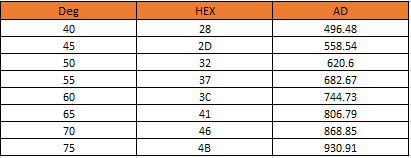 Deg HEX AD
40 28 496.48
45 2D 558.54
50 32 620.6
55 37 682.67
60 3C 744.73
65 41 806.79
70 46 868.85
75 4B 930.91